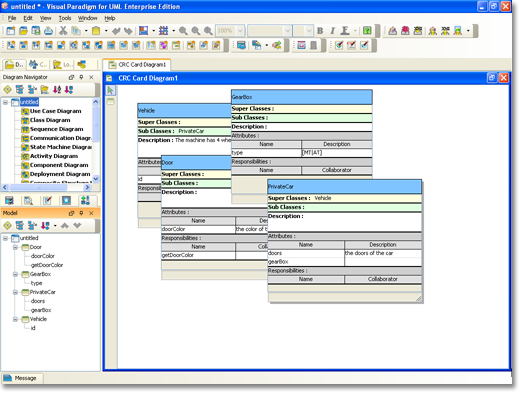 untitled * - Visual Paradigm for UML Enterprise Edition
File Edit View Tools Window Help
100%
D.. C.. Lo.. CRC Card Diagram1
Diagram Navigator
untitled
Use Case Diagram
Class Diagram
Sequence Diagram
Communication Diagram
State Machine Diagram
Activity Diagram
Component Diagram
Deployment Diagram
Model
untitled
Door
doorColor
getDoorColor
GearBox
type
PrivateCar
doors
gearBox
Vehicle
id
Message
CRC Card Diagram1
Vehicle
Super Classes :
Sub Classes : PrivateCar
Description : The machine has 4 whe
Attributes
id
Respons
GearBox
Super Classes :
Sub Classes :
Description :
Attributes :
Name Description
type [MT|AT]
Responsibilities :
Name Collaborator
Door
Super Classes :
Sub Classes :
Description :
Attributes :
Name Des
doorColor the color of t
Responsibilities :
Name Collab
getDoorColor
PrivateCar
Super Classes : Vehicle
Sub Classes :
Description :
Attributes :
Name Description
doors the doors of the car
gearBox
Responsibilities :
Name Collaborator